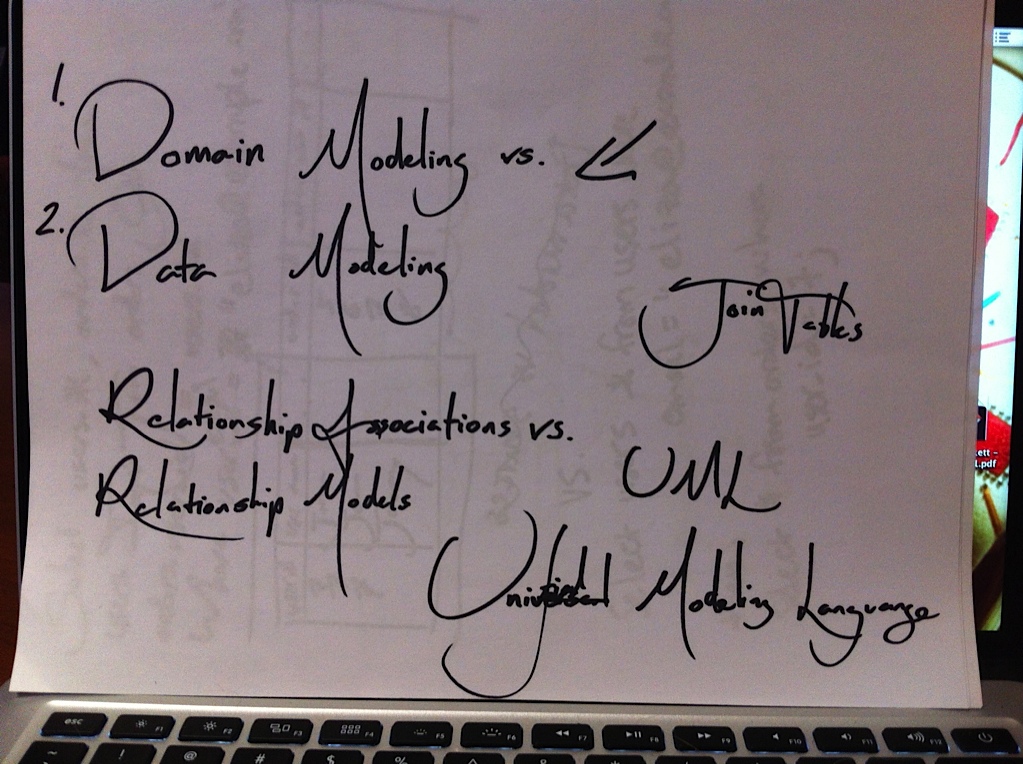 1. Domain Modeling vs.
2. Data Modeling
Join Tables
Relationship Associations vs.
Relationship Models
UML
Modeling Language
ett –
1.pdf
esc F1 F2 F3 F4 F5 F6 F7 F8 F9 F10 F11 F12
~ ! @ # $ %